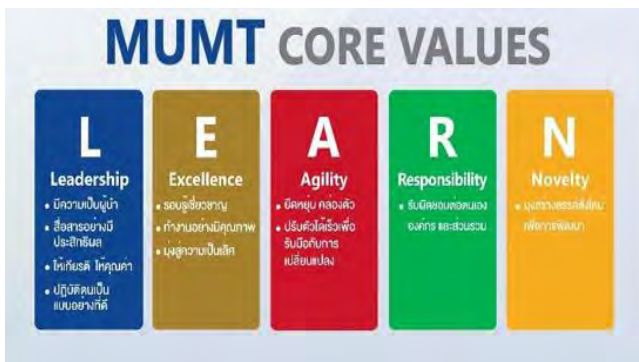 MUMT CORE VALUES
L
Leadership
• มีความเป็นผู้นำ
• สื่อสารอย่างมี
ประสิทธิผล
• ให้เกียรติ ให้คุณค่า
• ปฏิบัติตนเป็น
แบบอย่างที่ดี
E
Excellence
• รอบรู้เชี่ยวชาญ
• ทำงานอย่างมีคุณภาพ
• มุ่งสู่ความเป็นเลิศ
A
Agility
• ยืดหยุ่น คล่องตัว
• ปรับตัวได้เร็วเพื่อ
รับมือกับการ
เปลี่ยนแปลง
R
Responsibility
• รับผิดชอบต่อตนเอง
องค์กร และส่วนรวม
N
Novelty
• มุ่งสร้างสรรค์สิ่งใหม่
เพื่อการพัฒนา